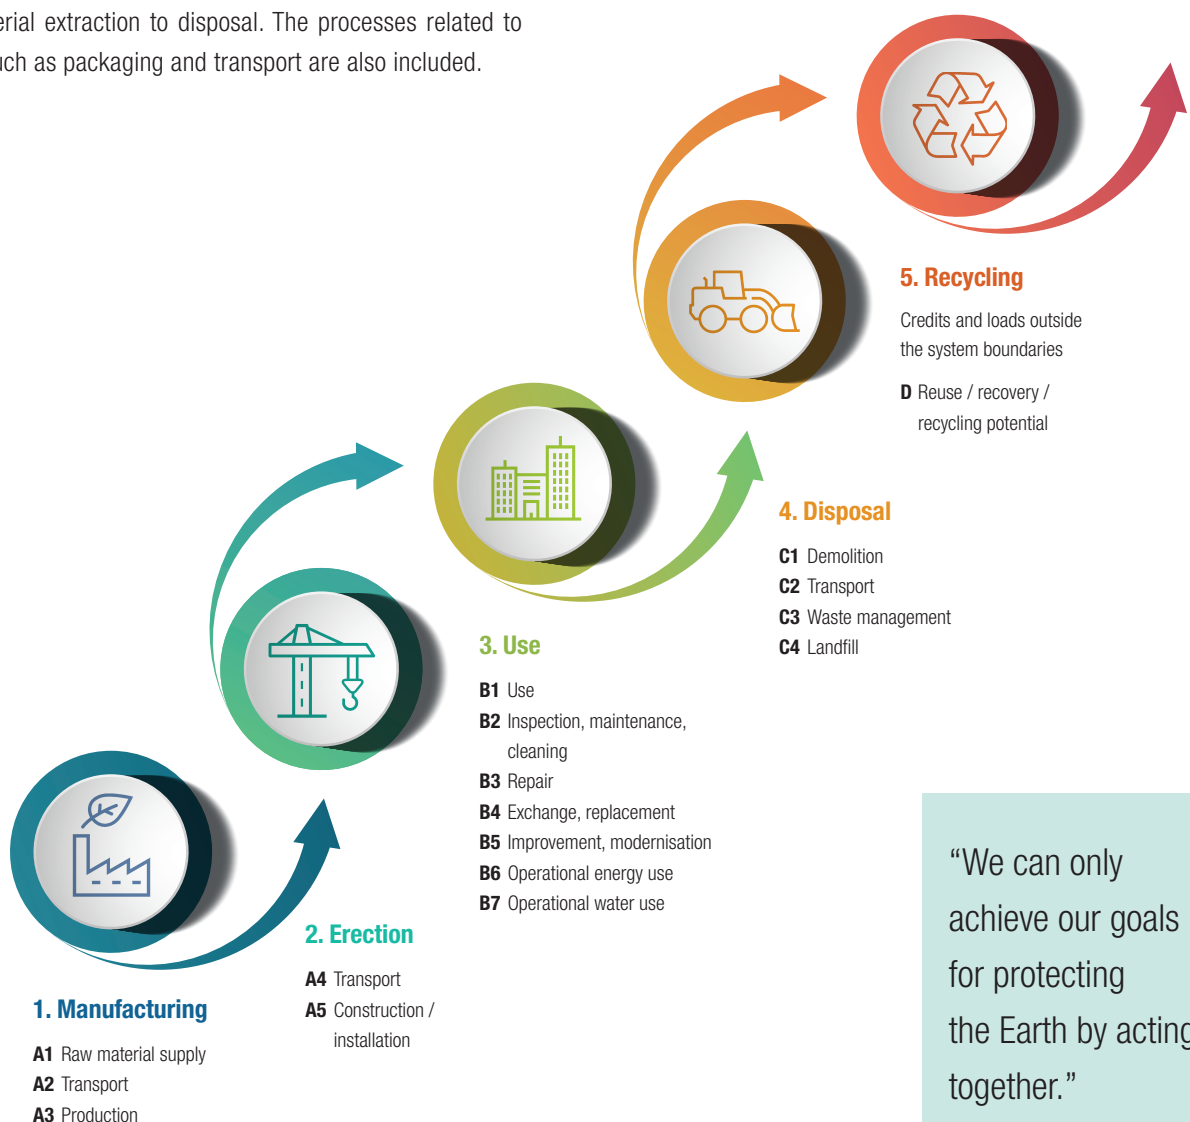 erial extraction to disposal. The processes related to
uch as packaging and transport are also included.
5. Recycling
Credits and loads outside
the system boundaries
D Reuse / recovery /
recycling potential
4. Disposal
C1 Demolition
C2 Transport
C3 Waste management
C4 Landfill
3. Use
B1 Use
B2 Inspection, maintenance,
cleaning
B3 Repair
B4 Exchange, replacement
B5 Improvement, modernisation
B6 Operational energy use
B7 Operational water use
2. Erection
A4 Transport
A5 Construction /
installation
1. Manufacturing
A1 Raw material supply
A2 Transport
A3 Production
“We can only
achieve our goals
for protecting
the Earth by acting
together.”